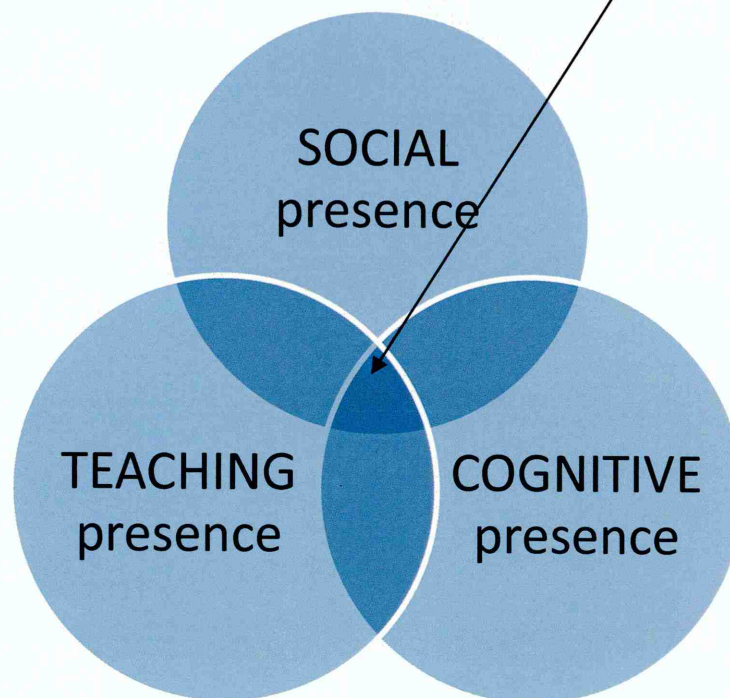 SOCIAL
presence
TEACHING
presence
COGNITIVE
presence